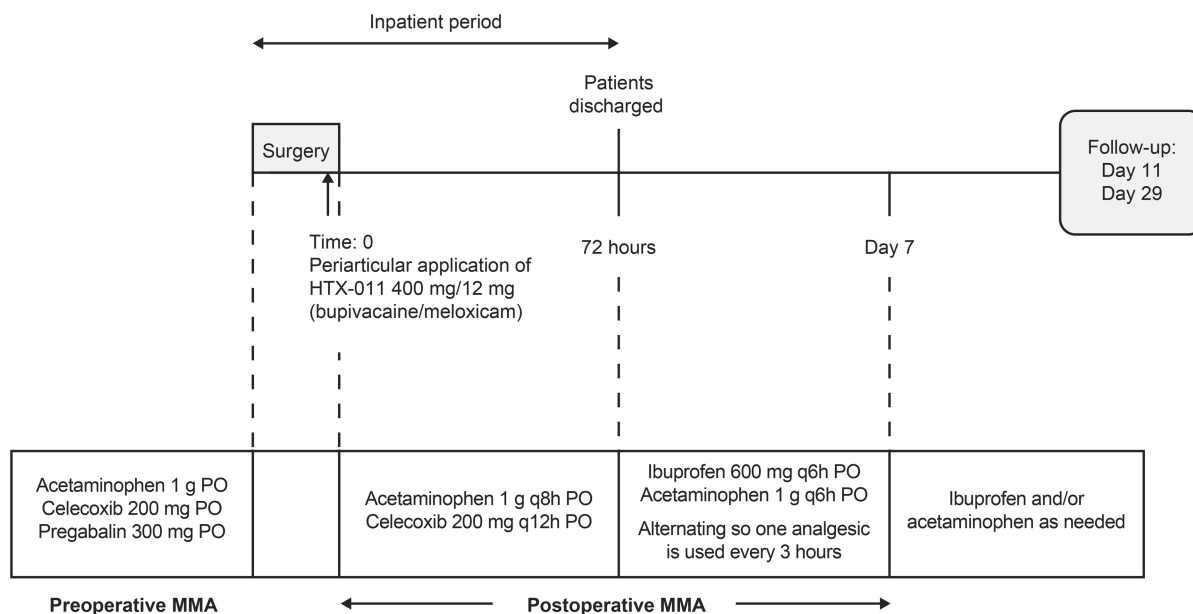 Inpatient period
Patients
discharged
Surgery
Follow-up:
Day 11
Day 29
Time: 0
Periarticular application of
HTX-011 400 mg/12 mg
(bupivacaine/meloxicam)
72 hours
Day 7
Acetaminophen 1 g PO
Celecoxib 200 mg PO
Pregabalin 300 mg PO
Acetaminophen 1 g q8h PO
Celecoxib 200 mg q12h PO
Ibuprofen 600 mg q6h PO
Acetaminophen 1 g q6h PO
Alternating so one analgesic
is used every 3 hours
Ibuprofen and/or
acetaminophen as needed
Preoperative MMA
Postoperative MMA